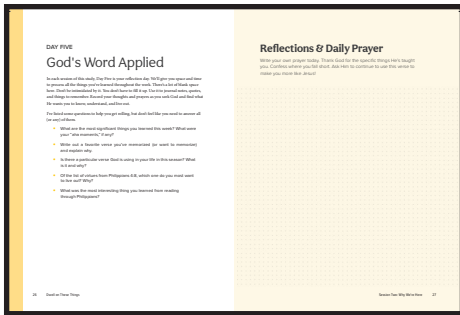 DAY FIVE
God's Word Applied
In each session of this study, Day Five is your reflection day. We'll give you space and time
to process all the things you've learned throughout the week. There's a lot of blank space
here. Don't be intimidated by it. You don't have to fill it up. Use it to journal notes, quotes,
and things to remember. Record your thoughts and prayers as you seek God and find what
He wants you to know, understand, and live out.
I've listed some questions to help you get rolling, but don't feel like you need to answer all
(or any) of them.
• What are the most significant things you learned this week? What were
your "aha moments," if any?
• Write out a favorite verse you've memorized (or want to memorize)
and explain why.
• Is there a particular verse God is using in your life in this season? What
is it and why?
• Of the list of virtues from Philippians 4:8, which one do you most want
to live out? Why?
• What was the most interesting thing you learned from reading
through Philippians?
26 Dwell on These Things
Reflections & Daily Prayer
Write your own prayer today. Thank God for the specific things He's taught
you. Confess where you fall short. Ask Him to continue to use this verse to
make you more like Jesus!
Session Two: Why We're Here 27